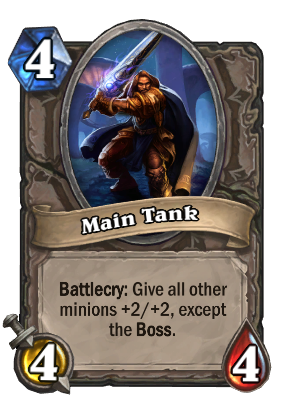 4
Main Tank
Battlecry: Give all other
minions +2/+2, except
the Boss.
4
4